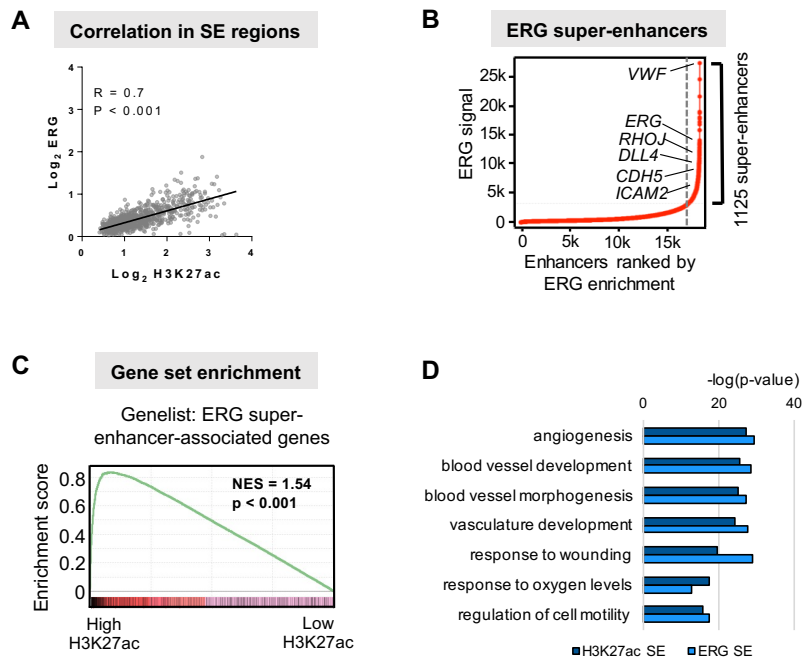 A
Correlation in SE regions
4
3
2
1
0
Log2 ERG
R = 0.7
P < 0.001
0 1 2 3 4
Log2 H3K27ac
B
ERG super-enhancers
25k
20k
15k
10k
5k
0
ERG signal
VWF
ERG
RHOJ
DLL4
CDH5
ICAM2
1125 super-enhancers
0 5k 10k 15k
Enhancers ranked by
ERG enrichment
C
Gene set enrichment
Genelist: ERG super-
enhancer-associated genes
0.8
0.6
0.4
0.2
0
Enrichment score
NES = 1.54
p < 0.001
High
H3K27ac
Low
H3K27ac
D
-log(p-value)
0 20 40
angiogenesis
blood vessel development
blood vessel morphogenesis
vasculature development
response to wounding
response to oxygen levels
regulation of cell motility
H3K27ac SE
ERG SE